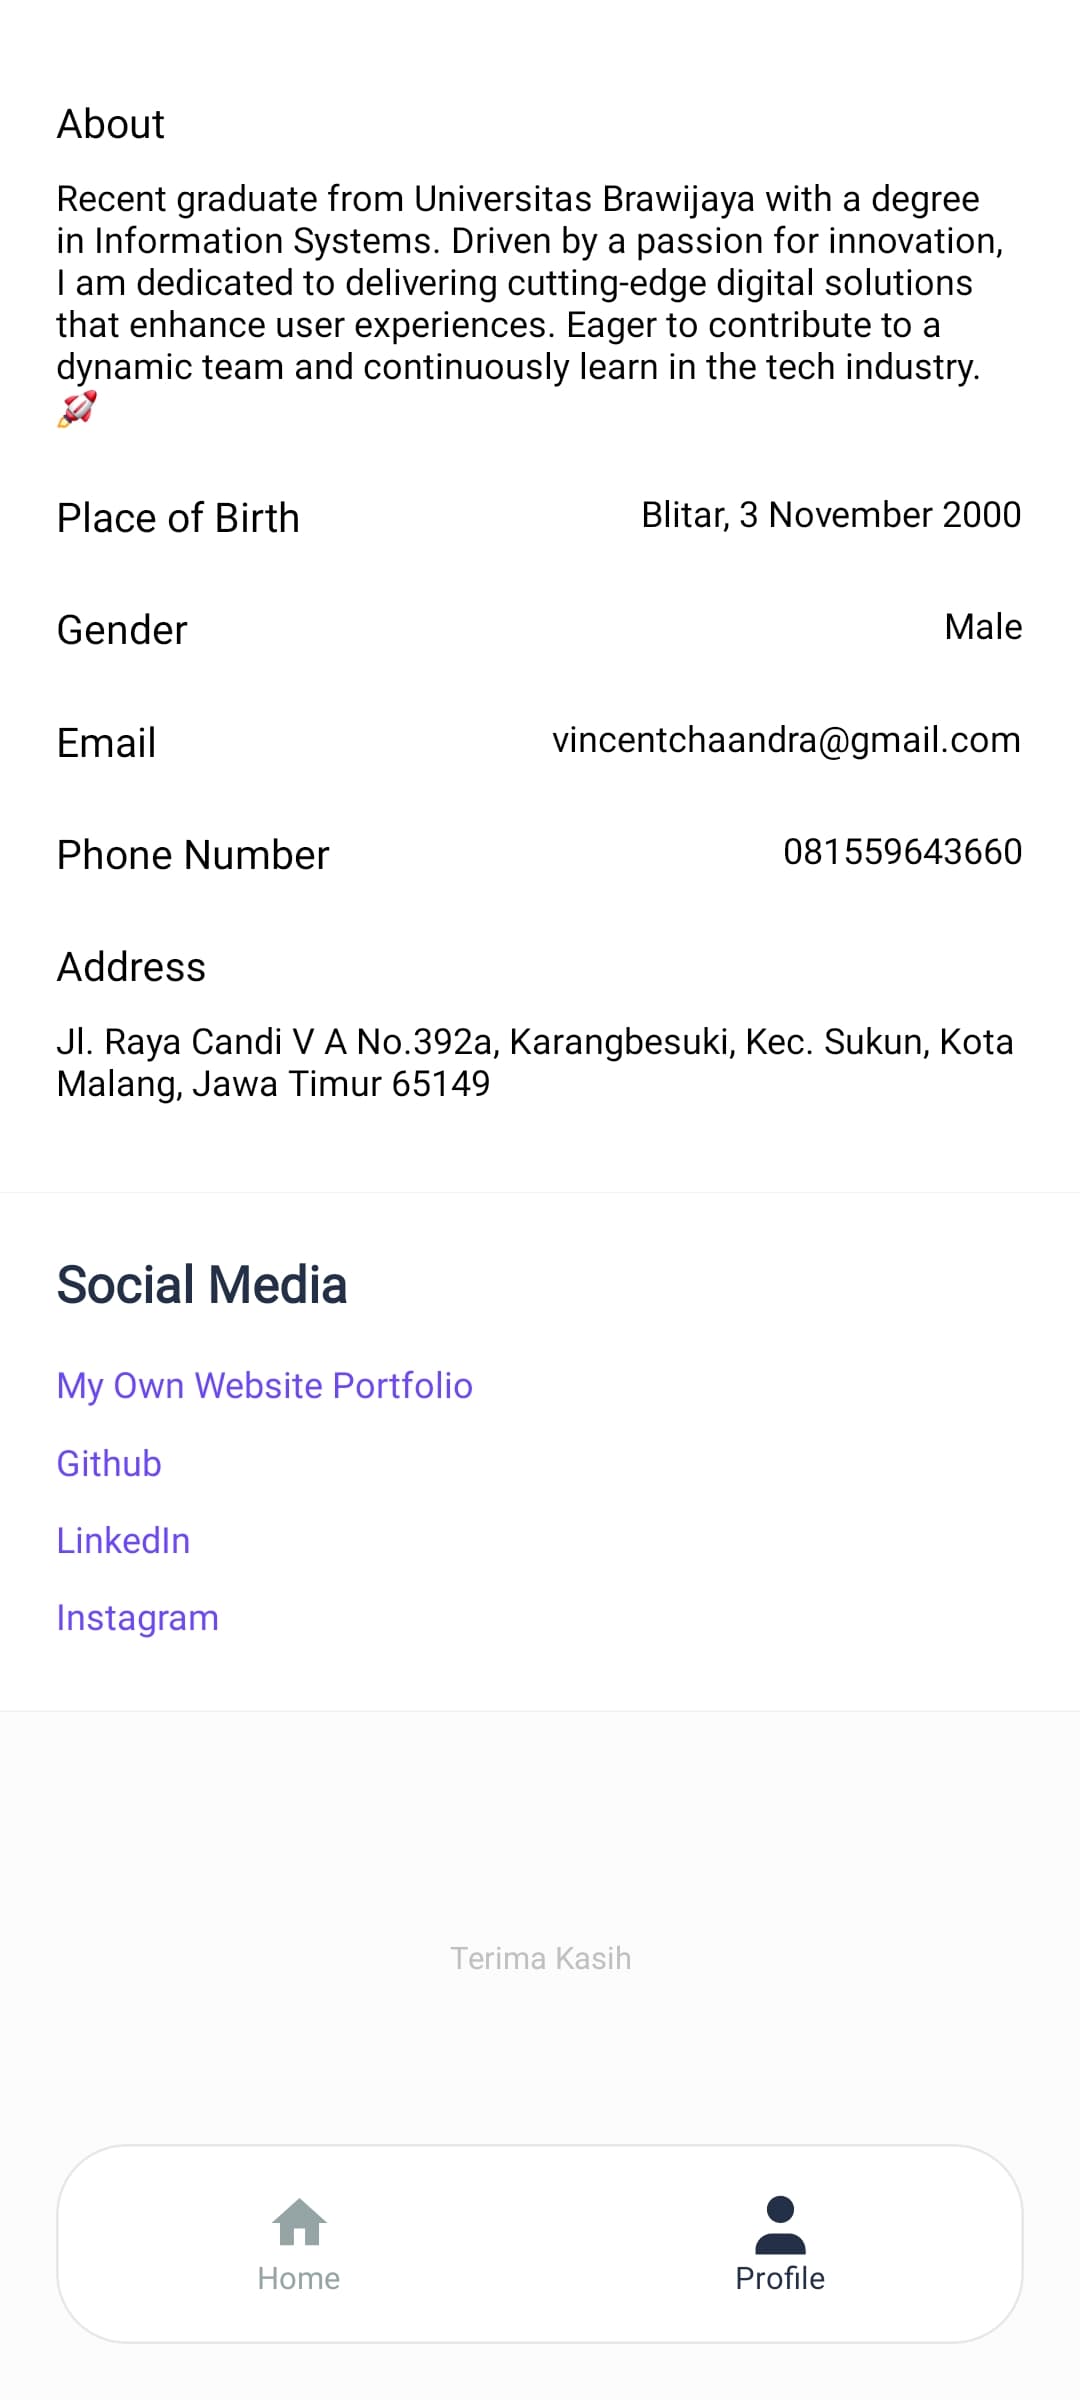 About
Recent graduate from Universitas Brawijaya with a degree
in Information Systems. Driven by a passion for innovation,
I am dedicated to delivering cutting-edge digital solutions
that enhance user experiences. Eager to contribute to a
dynamic team and continuously learn in the tech industry.
🚀
Place of Birth Blitar, 3 November 2000
Gender Male
Email vincentchaandra@gmail.com
Phone Number 081559643660
Address
Jl. Raya Candi V A No.392a, Karangbesuki, Kec. Sukun, Kota
Malang, Jawa Timur 65149
Social Media
My Own Website Portfolio
Github
LinkedIn
Instagram
Terima Kasih
Home Profile